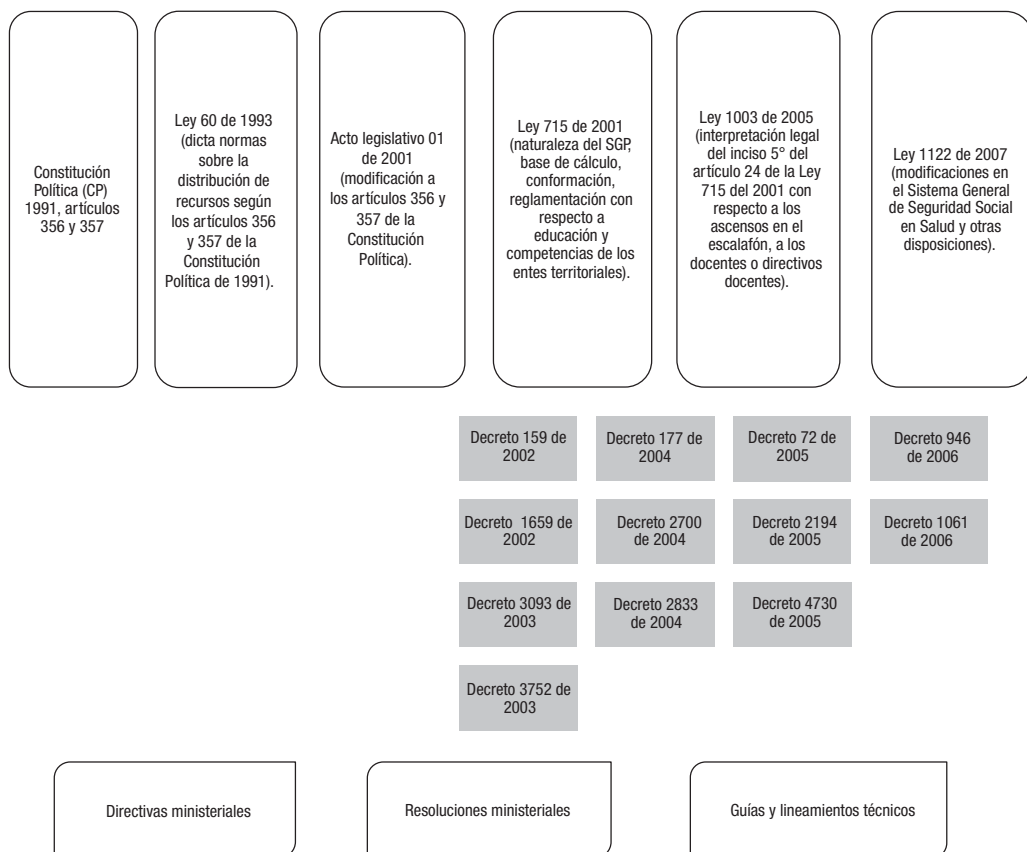 Constitución
Política (CP)
1991, artículos
356 y 357
Ley 60 de 1993
(dicta normas
sobre la
distribución de
recursos según
los artículos 356
y 357 de la
Constitución
Política de 1991).
Acto legislativo 01
de 2001
(modificación a
los artículos 356 y
357 de la
Constitución
Política).
Ley 715 de 2001
(naturaleza del SGP,
base de cálculo,
conformación,
reglamentación con
respecto a
educación y
competencias de los
entes territoriales).
Ley 1003 de 2005
(interpretación legal
del inciso 5° del
artículo 24 de la Ley
715 del 2001 con
respecto a los
ascensos en el
escalafón, a los
docentes o directivos
docentes).
Ley 1122 de 2007
(modificaciones en
el Sistema General
de Seguridad Social
en Salud y otras
disposiciones).
Decreto 159 de
2002
Decreto 177 de
2004
Decreto 72 de
2005
Decreto 946
de 2006
Decreto 1659 de
2002
Decreto 2700
de 2004
Decreto 2194
de 2005
Decreto 1061
de 2006
Decreto 3093 de
2003
Decreto 2833
de 2004
Decreto 4730
de 2005
Decreto 3752 de
2003
Directivas ministeriales
Resoluciones ministeriales
Guías y lineamientos técnicos